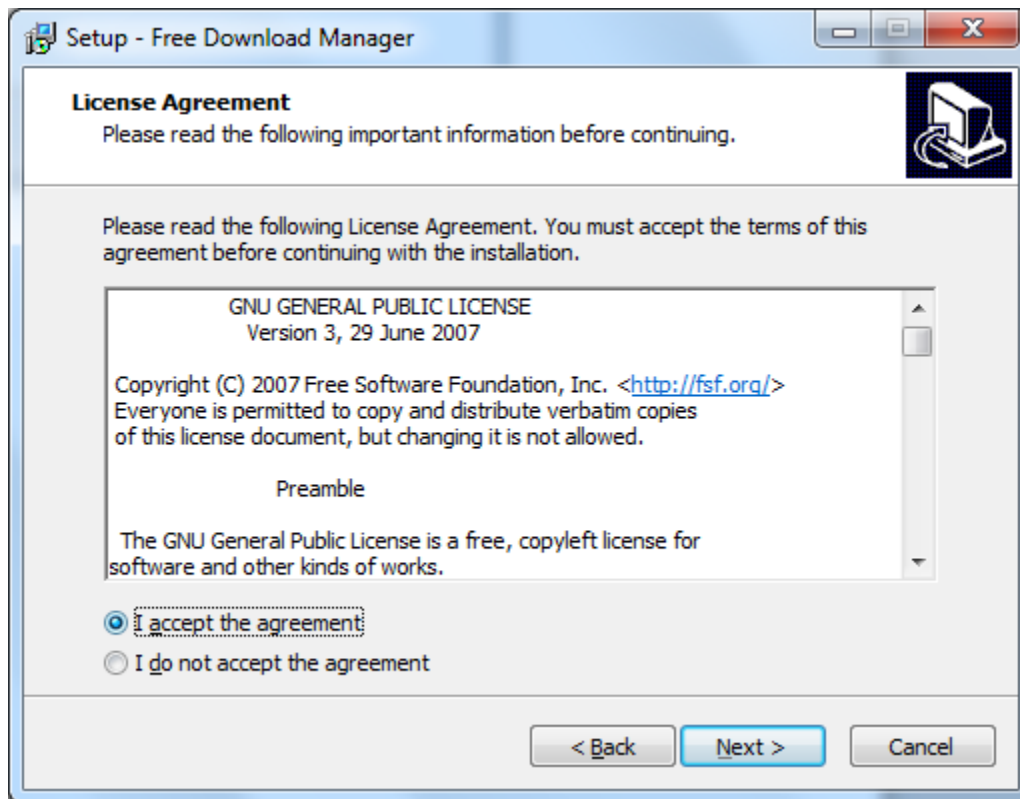 Setup - Free Download Manager
License Agreement
Please read the following important information before continuing.
Please read the following License Agreement. You must accept the terms of this
agreement before continuing with the installation.
GNU GENERAL PUBLIC LICENSE
Version 3, 29 June 2007
Copyright (C) 2007 Free Software Foundation, Inc. <http://fsf.org/>
Everyone is permitted to copy and distribute verbatim copies
of this license document, but changing it is not allowed.
Preamble
The GNU General Public License is a free, copyleft license for
software and other kinds of works.
I accept the agreement
I do not accept the agreement
< Back Next > Cancel